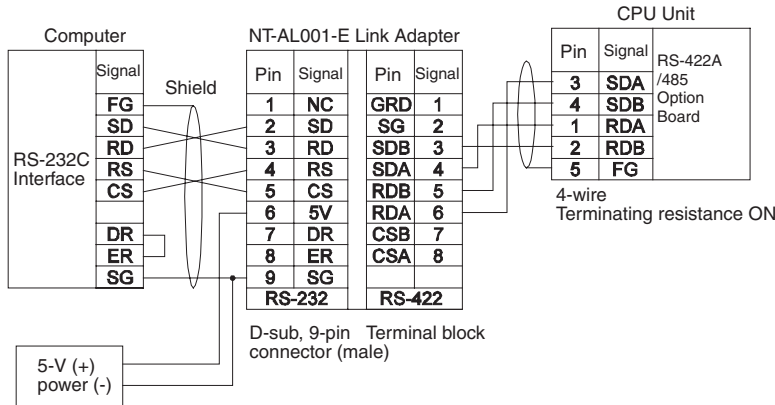 Computer
Signal
FG
SD
RD
RS
CS
DR
ER
SG
RS-232C
Interface
Shield
NT-AL001-E Link Adapter
Pin Signal Pin Signal
1 NC GRD 1
2 SD SG 2
3 RD SDB 3
4 RS SDA 4
5 CS RDB 5
6 5V RDA 6
7 DR CSB 7
8 ER CSA 8
9 SG
RS-232 RS-422
D-sub, 9-pin
connector (male)
Terminal block
CPU Unit
Pin Signal
3 SDA
4 SDB
1 RDA
2 RDB
5 FG
RS-422A
/485
Option
Board
4-wire
Terminating resistance ON
5-V (+)
power (-)